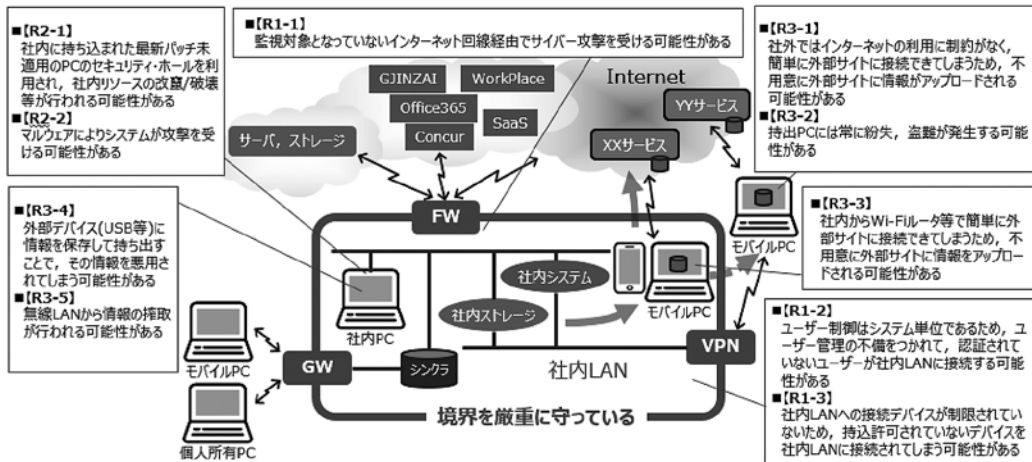 ■【R2-1】
社内に持ち込まれた最新パッチ未
適用のPCのセキュリティ・ホールを利
用され，社内リソースの改竄/破壊
等が行われる可能性がある
■【R2-2】
マルウェアによりシステムが攻撃を受
ける可能性がある
■【R1-1】
監視対象となっていないインターネット回線経由でサイバー攻撃を受ける可能性がある
■【R3-1】
社外ではインターネットの利用に制約がなく，
簡単に外部サイトに接続できてしまうため，不
用意に外部サイトに情報がアップロードされる
可能性がある
■【R3-2】
持出PCには常に紛失，盗難が発生する可能
性がある
GJINZAI
WorkPlace
Office365
SaaS
Concur
サーバ，ストレージ
Internet
YYサービス
XXサービス
■【R3-4】
外部デバイス(USB等)に
情報を保存して持ち出す
ことで，その情報を悪用さ
れてしまう可能性がある
■【R3-5】
無線LANから情報の搾取
が行われる可能性がある
FW
モバイルPC
■【R3-3】
社内からWi-Fiルータ等で簡単に外
部サイトに接続できてしまうため，不
用意に外部サイトに情報をアップロー
ドされる可能性がある
社内システム
社内ストレージ
社内PC
モバイルPC
モバイルPC
GW
シンクラ
社内LAN
VPN
個人所有PC
境界を厳重に守っている
■【R1-2】
ユーザー制御はシステム単位であるため，ユ
ーザー管理の不備をつかれて，認証されて
いないユーザーが社内LANに接続する可能
性がある
■【R1-3】
社内LANへの接続デバイスが制限されてい
ないため，持込許可されていないデバイスを
社内LANに接続されてしまう可能性がある